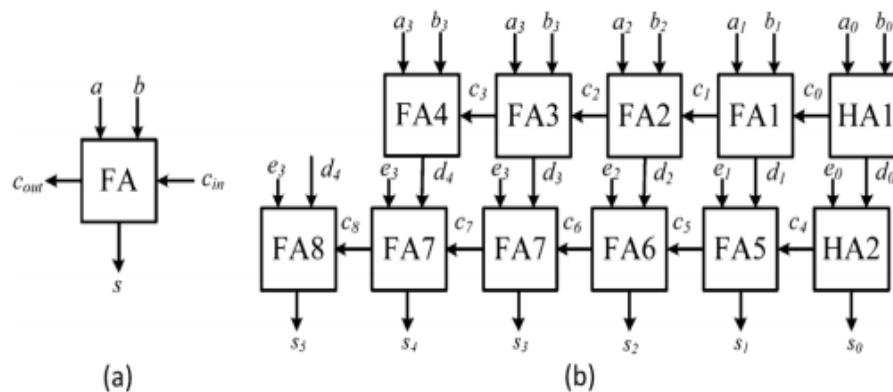 a3 b3 a3 b3 a2 b2 a1 b1 a0 b0
a b
FA4 c3 FA3 c2 FA2 c1 FA1 c0 HA1
cout FA cin
e3 d4 e3 d4 e3 d3 e2 d2 e1 d1 e0 d0
FA8 c8 FA7 c7 FA7 c6 FA6 c5 FA5 c4 HA2
s
s5 s4 s3 s2 s1 s0
(a) (b)